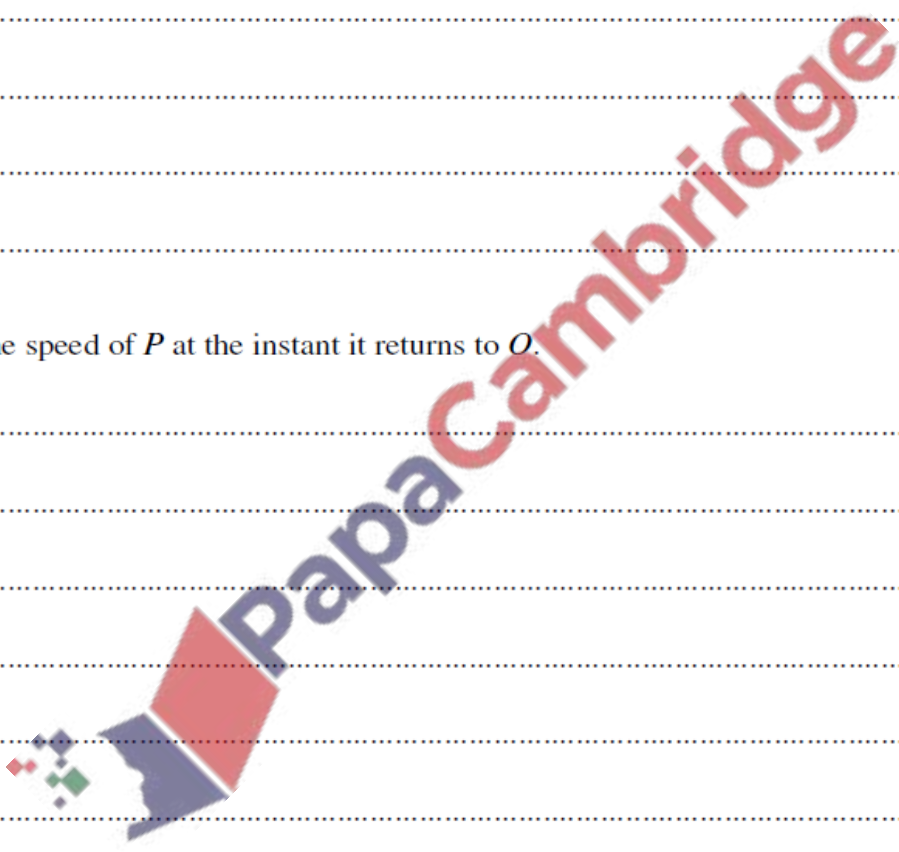 e speed of P at the instant it returns to O.
PapaCambridge